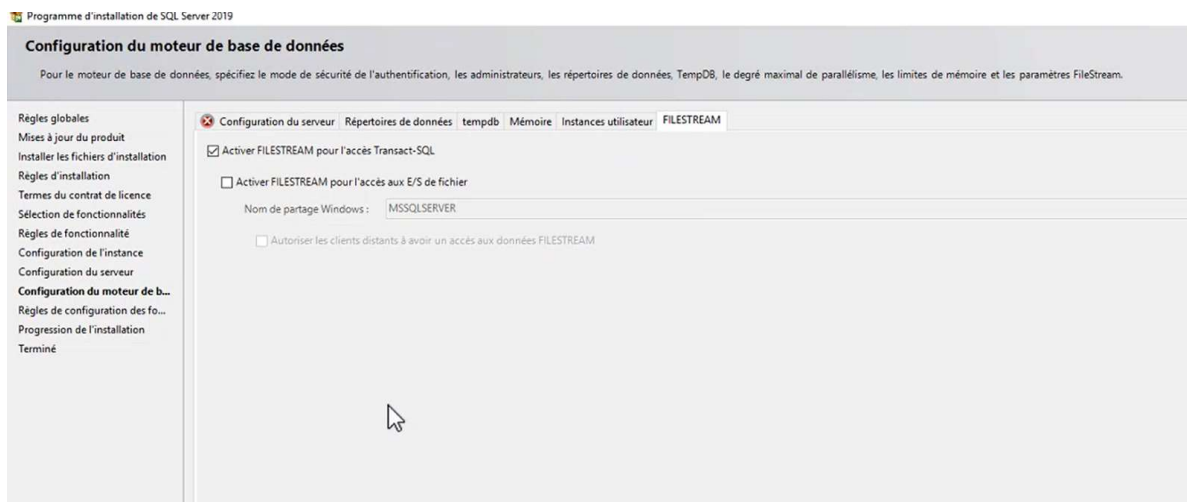 Programme d'installation de SQL Server 2019
Configuration du moteur de base de données
Pour le moteur de base de données, spécifiez le mode de sécurité de l'authentification, les administrateurs, les répertoires de données, TempDB, le degré maximal de parallélisme, les limites de mémoire et les paramètres FileStream.
Règles globales
Mises à jour du produit
Installer les fichiers d'installation
Règles d'installation
Termes du contrat de licence
Sélection de fonctionnalités
Règles de fonctionnalité
Configuration de l'instance
Configuration du serveur
Configuration du moteur de b...
Règles de configuration des fo...
Progression de l'installation
Terminé
Configuration du serveur Répertoires de données tempdb Mémoire Instances utilisateur FILESTREAM
Activer FILESTREAM pour l'accès Transact-SQL
Activer FILESTREAM pour l'accès aux E/S de fichier
Nom de partage Windows : MSSQLSERVER
Autoriser les clients distants à avoir un accès aux données FILESTREAM